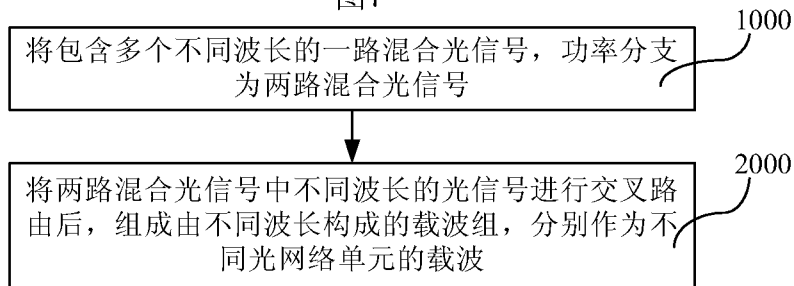 1000
将包含多个不同波长的一路混合光信号，功率分支
为两路混合光信号
2000
将两路混合光信号中不同波长的光信号进行交叉路
由后，组成由不同波长构成的载波组，分别作为不
同光网络单元的载波